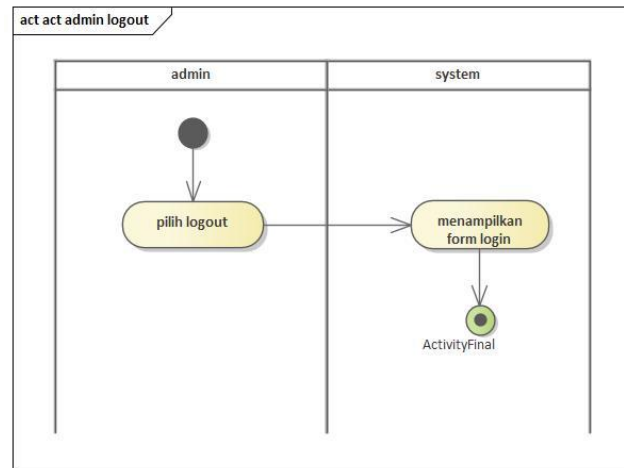 act act admin logout
admin
system
pilih logout
menampilkan
form login
ActivityFinal